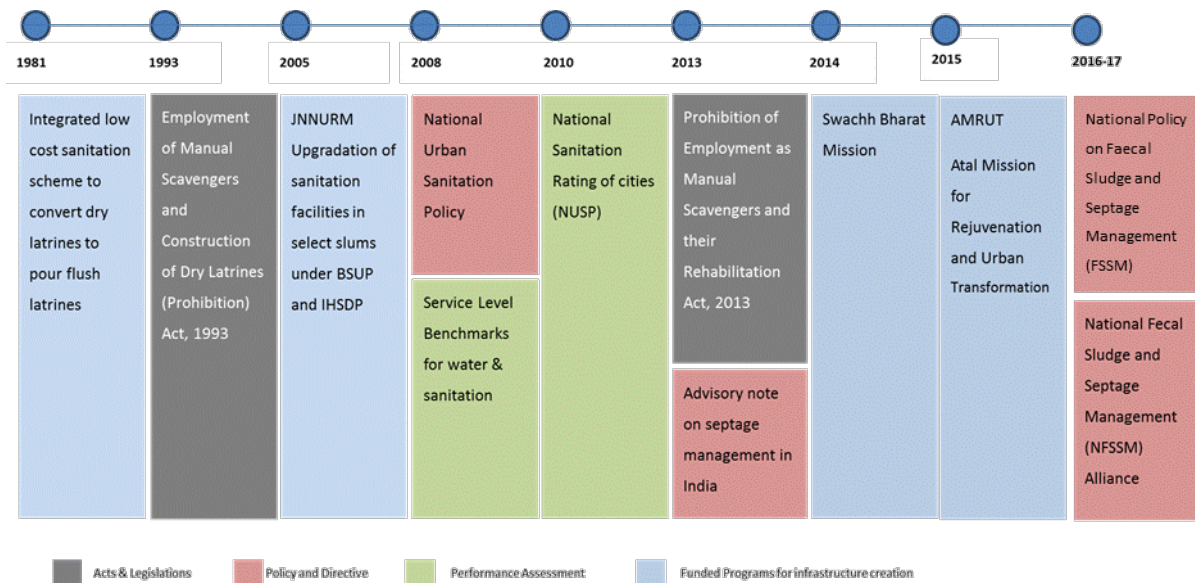 1981
1993
2005
2008
2010
2013
2014
2015
2016-17
Integrated low
cost sanitation
scheme to
convert dry
latrines to
pour flush
latrines
Employment
of Manual
Scavengers
and
Construction
of Dry Latrines
(Prohibition)
Act, 1993
JNNURM
Upgradation of
sanitation
facilities in
select slums
under BSUP
and IHSDP
National
Urban
Sanitation
Policy
Service Level
Benchmarks
for water &
sanitation
National
Sanitation
Rating of cities
(NUSP)
Prohibition of
Employment as
Manual
Scavengers and
their
Rehabilitation
Act, 2013
Advisory note
on septage
management in
India
Swachh Bharat
Mission
AMRUT
Atal Mission
for
Rejuvenation
and Urban
Transformation
National Policy
on Faecal
Sludge and
Septage
Management
(FSSM)
National Fecal
Sludge and
Septage
Management
(NFSSM)
Alliance
Acts & Legislations
Policy and Directive
Performance Assessment
Funded Programs for infrastructure creation